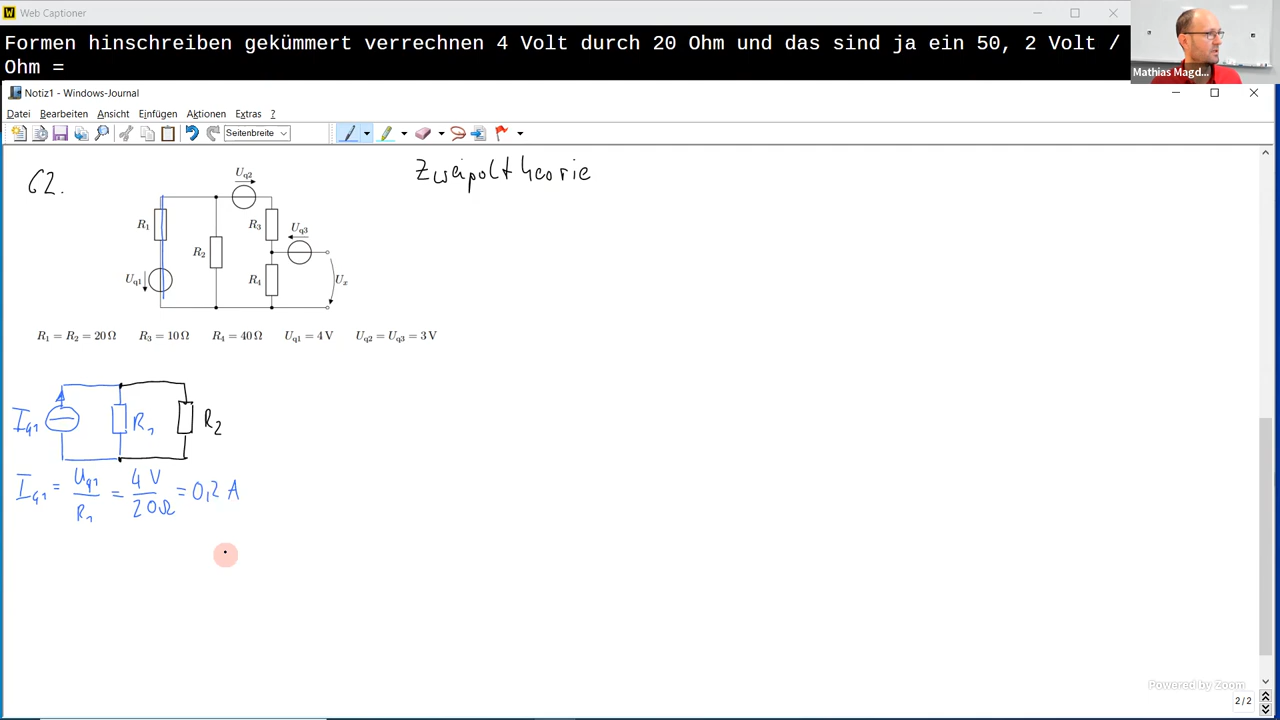 Web Captioner
Formen hinschreiben gekümmert verrechnen 4 Volt durch 20 Ohm und das sind ja ein 50, 2 Volt /
Ohm =
Mathias Magd...
Notiz1 - Windows-Journal
Datei Bearbeiten Ansicht Einfügen Aktionen Extras ?
Seitenbreite
62. Zweipoltheorie
Uq2
R1 R3 Uq3
R2
Uq1 R4 Ux
R1 = R2 = 20 Ω R3 = 10 Ω R4 = 40 Ω Uq1 = 4 V Uq2 = Uq3 = 3 V
Iq1 R1 R2
Iq1 = Uq1/R1 = 4 V/20 Ω = 0,2 A
Powered by Zoom
2/2